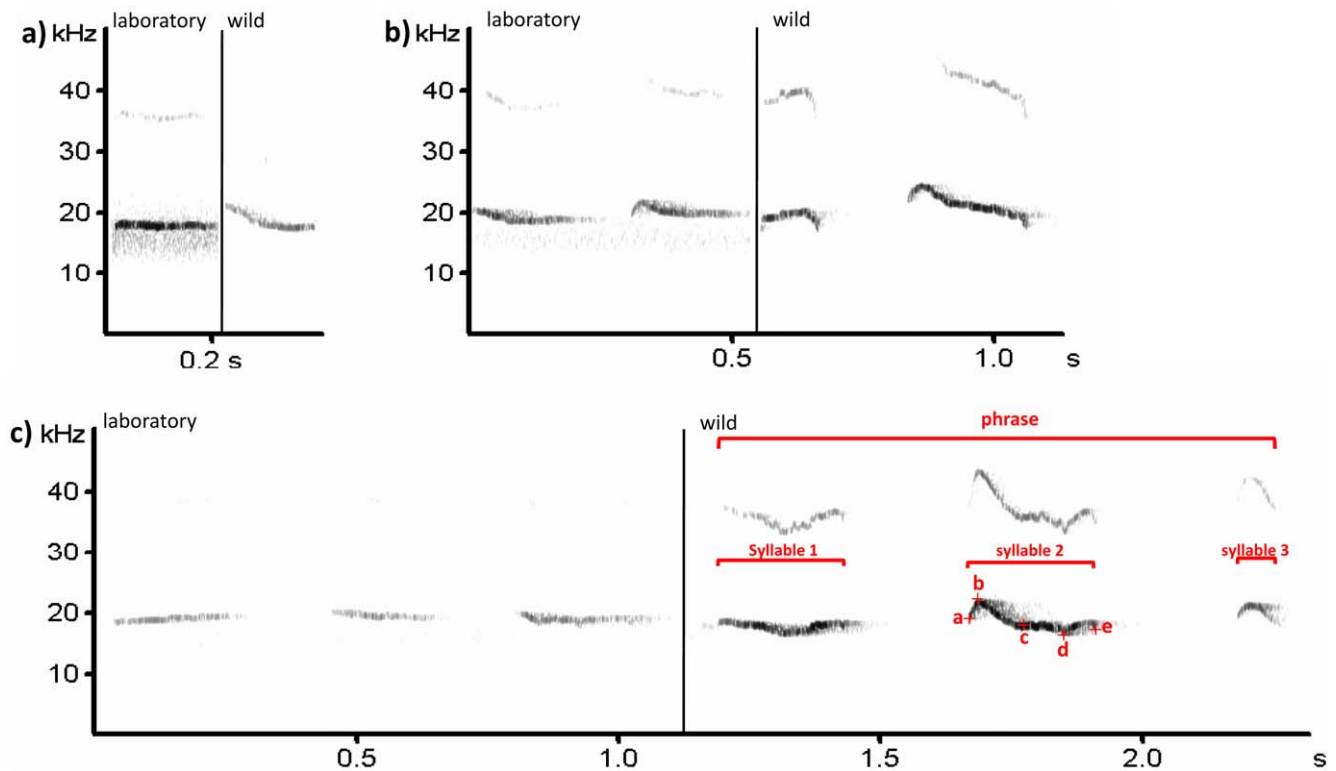 a) kHz laboratory wild
40
30
20
10
0.2 s
b) kHz laboratory wild
40
30
20
10
0.5 1.0 s
c) kHz laboratory wild phrase
40
30
20
10
Syllable 1 syllable 2 syllable 3
a b c d e
0.5 1.0 1.5 2.0 s